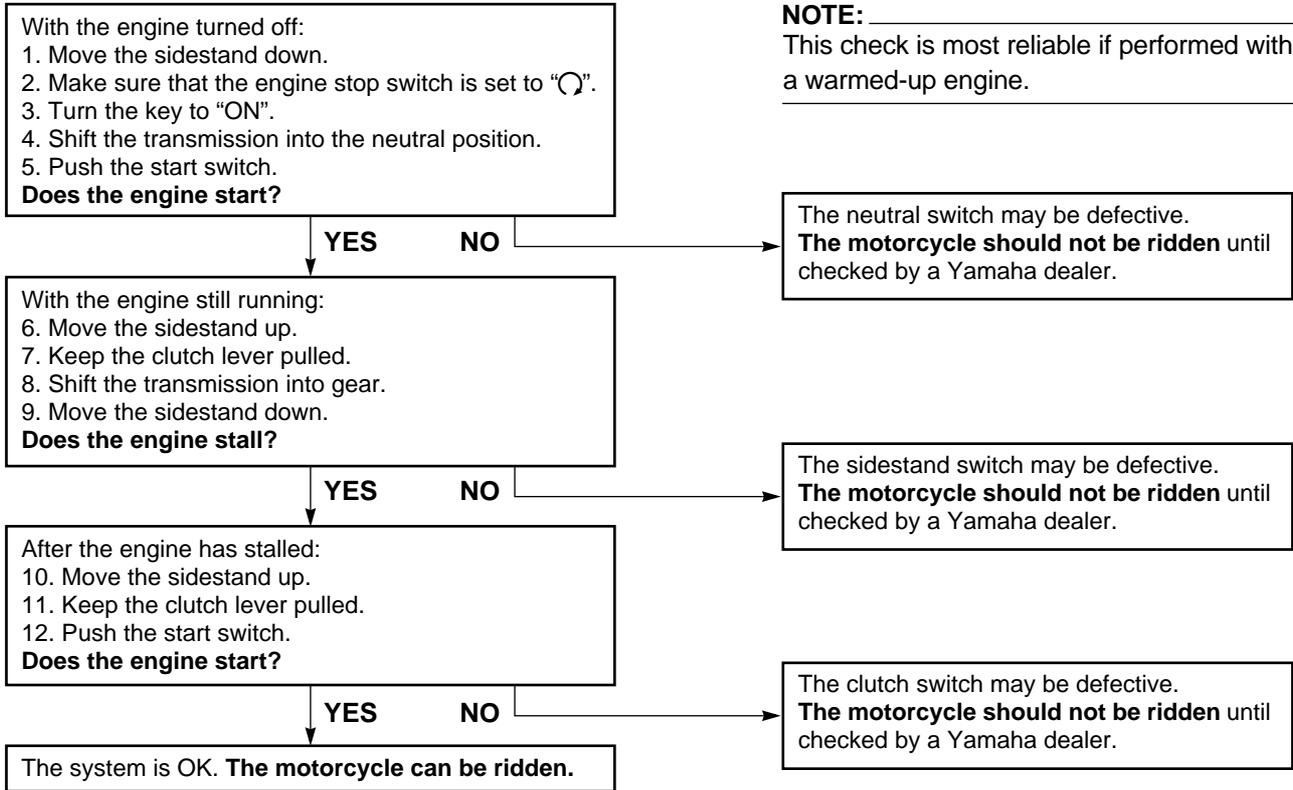 With the engine turned off:
1. Move the sidestand down.
2. Make sure that the engine stop switch is set to “ ”.
3. Turn the key to “ON”.
4. Shift the transmission into the neutral position.
5. Push the start switch.
Does the engine start?
NOTE:
This check is most reliable if performed with
a warmed-up engine.
YES NO
The neutral switch may be defective.
The motorcycle should not be ridden until
checked by a Yamaha dealer.
With the engine still running:
6. Move the sidestand up.
7. Keep the clutch lever pulled.
8. Shift the transmission into gear.
9. Move the sidestand down.
Does the engine stall?
YES NO
The sidestand switch may be defective.
The motorcycle should not be ridden until
checked by a Yamaha dealer.
After the engine has stalled:
10. Move the sidestand up.
11. Keep the clutch lever pulled.
12. Push the start switch.
Does the engine start?
YES NO
The clutch switch may be defective.
The motorcycle should not be ridden until
checked by a Yamaha dealer.
The system is OK. The motorcycle can be ridden.